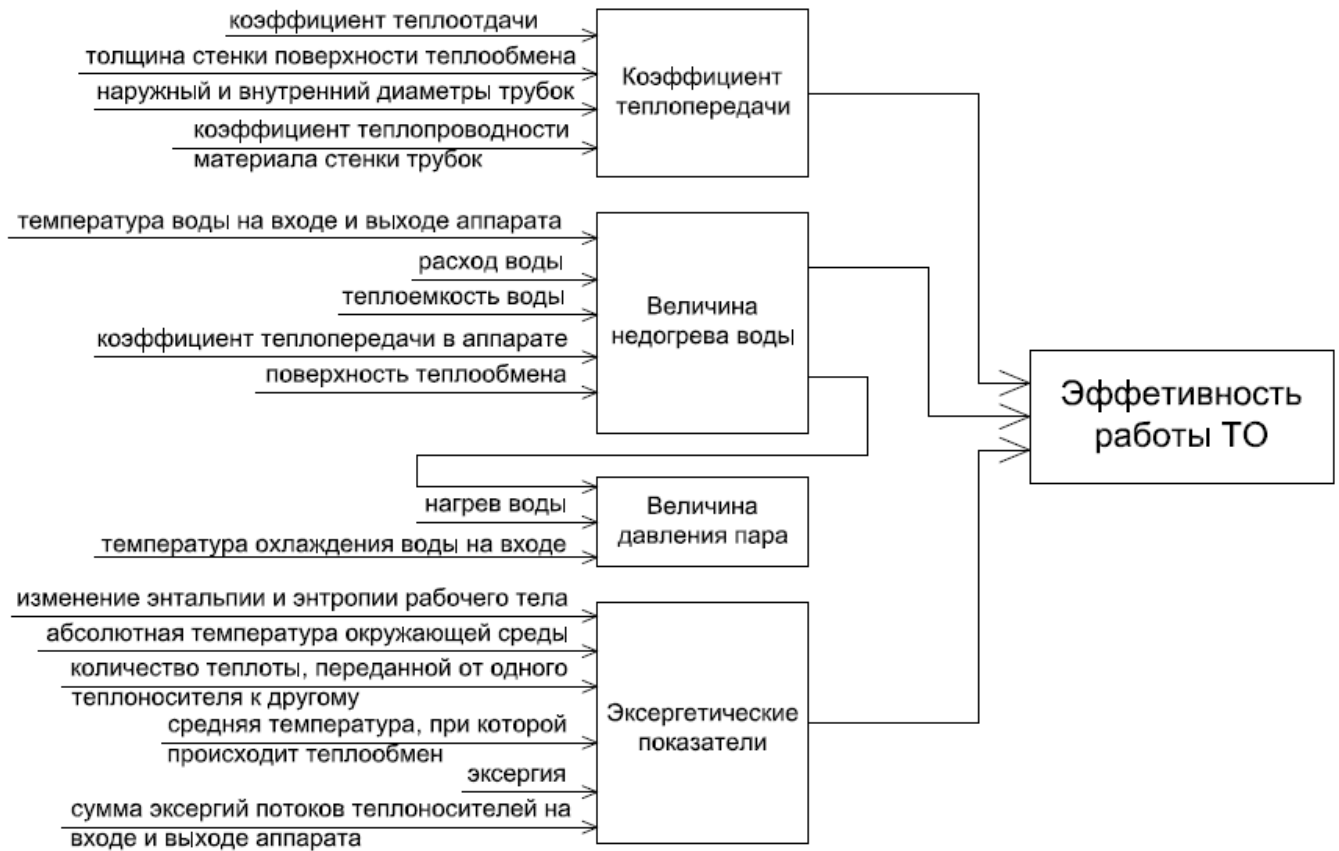 коэффициент теплоотдачи
толщина стенки поверхности теплообмена
наружный и внутренний диаметры трубок
коэффициент теплопроводности
материала стенки трубок
Коэффициент
теплопередачи
температура воды на входе и выходе аппарата
расход воды
теплоемкость воды
коэффициент теплопередачи в аппарате
поверхность теплообмена
Величина
недогрева воды
нагрев воды
температура охлаждения воды на входе
Величина
давления пара
изменение энтальпии и энтропии рабочего тела
абсолютная температура окружающей среды
количество теплоты, переданной от одного
теплоносителя к другому
средняя температура, при которой
происходит теплообмен
эксергия
сумма эксергий потоков теплоносителей на
входе и выходе аппарата
Эксергетические
показатели
Эффетивность
работы ТО